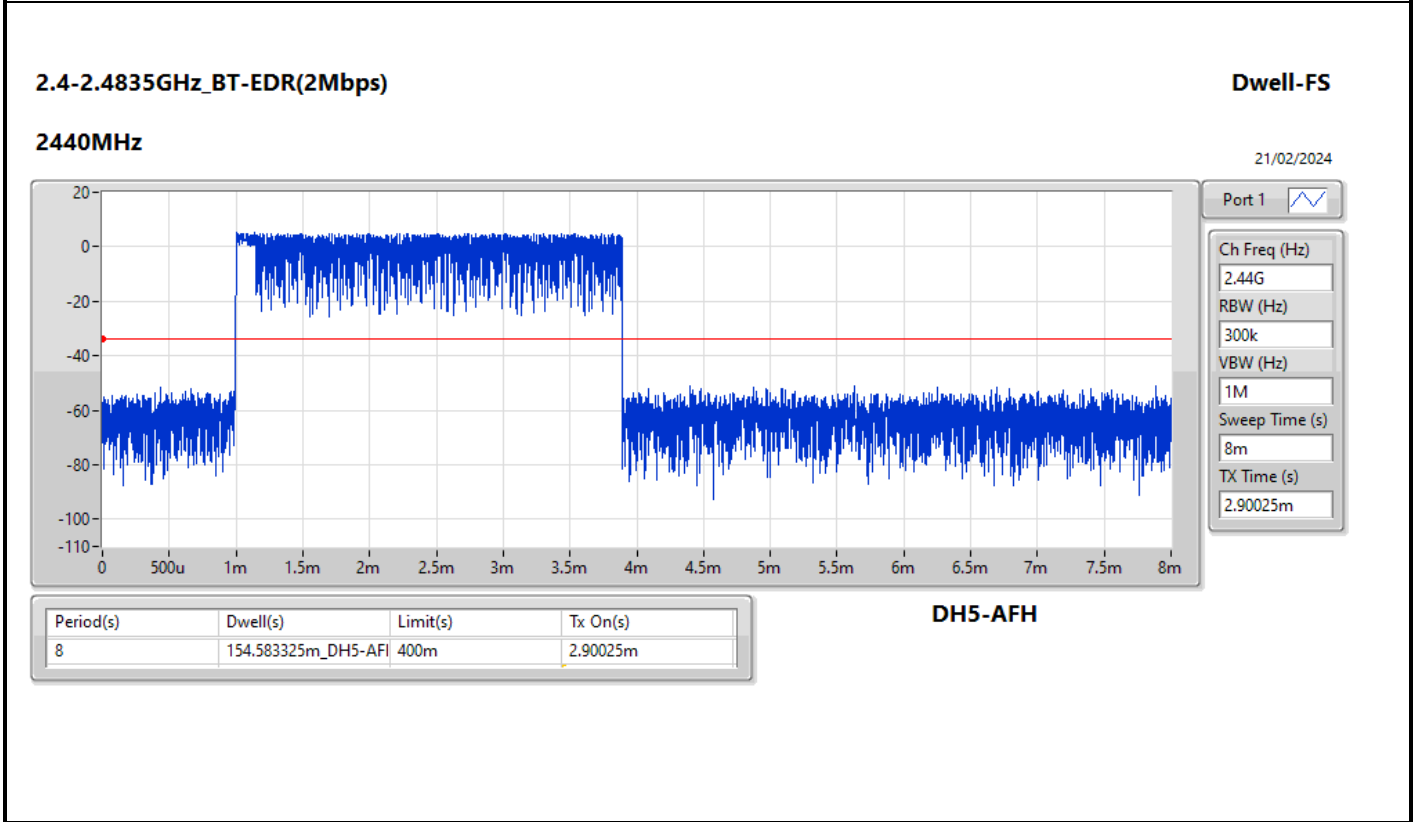 2.4-2.4835GHz_BT-EDR(2Mbps)
Dwell-FS
2440MHz
21/02/2024
Port 1
20
0
-20
-40
-60
-80
-100
-110
0 500u 1m 1.5m 2m 2.5m 3m 3.5m 4m 4.5m 5m 5.5m 6m 6.5m 7m 7.5m 8m
Ch Freq (Hz)
2.44G
RBW (Hz)
300k
VBW (Hz)
1M
Sweep Time (s)
8m
TX Time (s)
2.90025m
Period(s) Dwell(s) Limit(s) Tx On(s)
8 154.583325m_DH5-AFI 400m 2.90025m
DH5-AFH